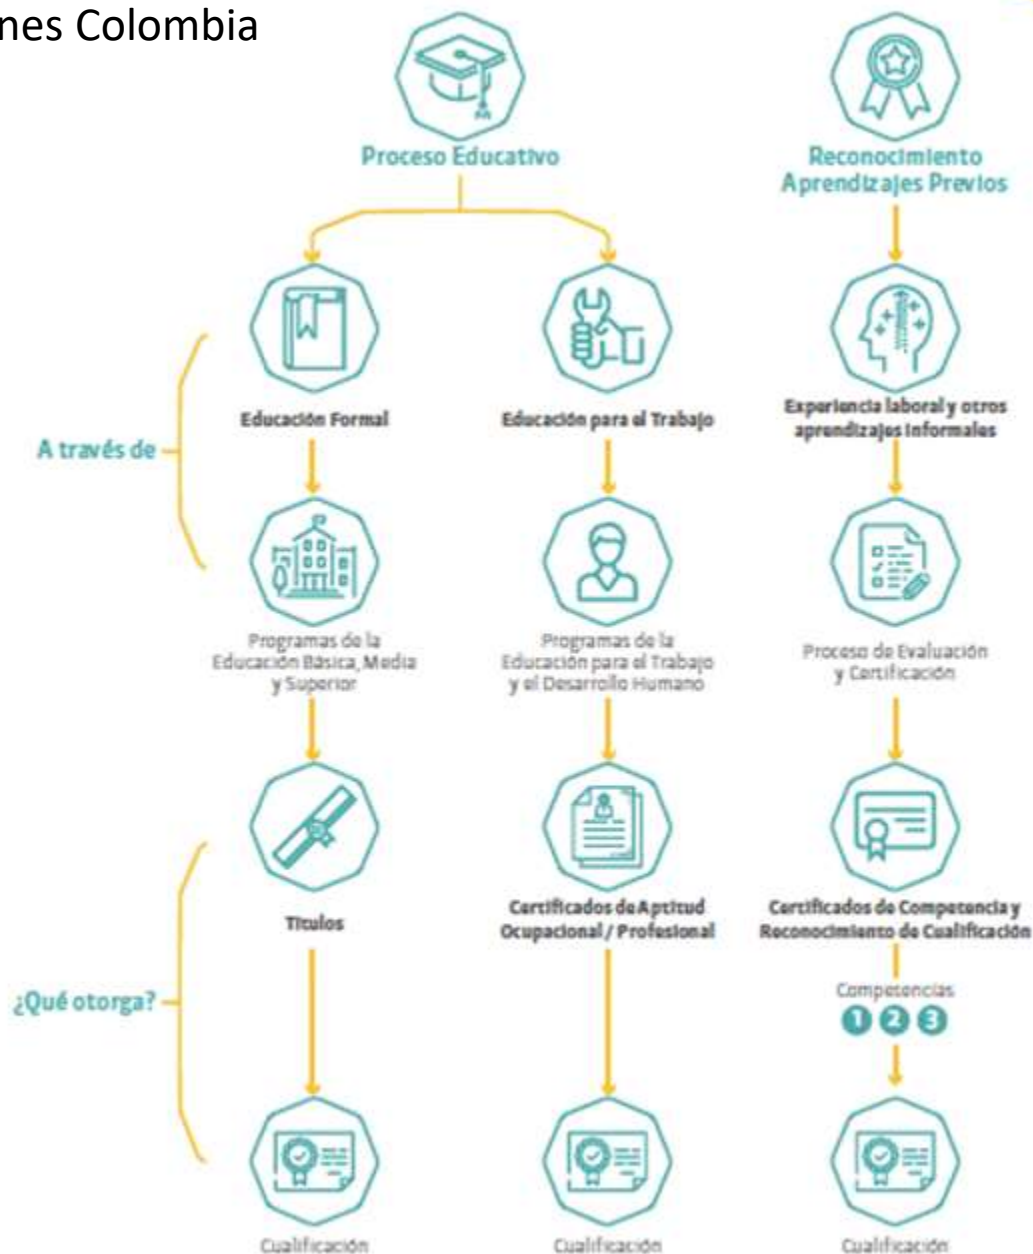 nes Colombia
Proceso Educativo
Reconocimiento
Aprendizajes Previos
A través de
Educación Formal
Educación para el Trabajo
Experiencia laboral y otros
aprendizajes informales
Programas de la
Educación Básica, Media
y Superior
Programas de la
Educación para el Trabajo
y el Desarrollo Humano
Proceso de Evaluación
y Certificación
¿Qué otorga?
Títulos
Certificados de Aptitud
Ocupacional / Profesional
Certificados de Competencia y
Reconocimiento de Cualificación
Competencias
1 2 3
Cualificación
Cualificación
Cualificación